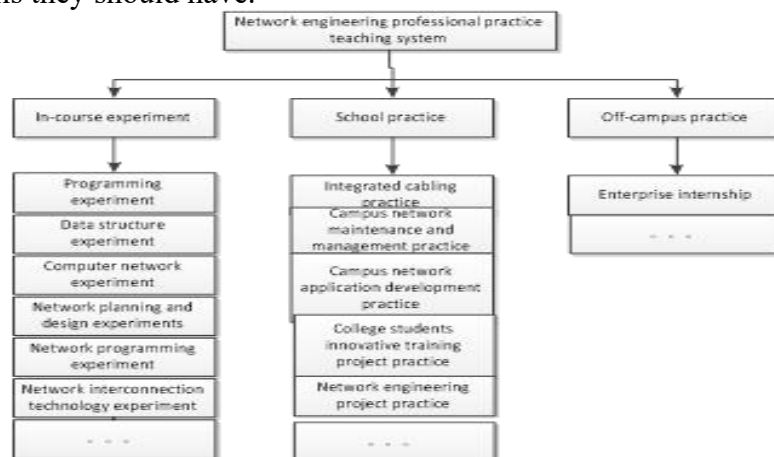 ns they should have.
Network engineering professional practice
teaching system
In-course experiment
School practice
Off-campus practice
Programming
experiment
Data structure
experiment
Computer network
experiment
Network planning and
design experiments
Network programming
experiment
Network interconnection
technology experiment
- - -
Integrated cabling
practice
Campus network
maintenance and
management practice
Campus network
application development
practice
College students
innovative training
project practice
Network engineering
project practice
- - -
Enterprise internship
- - -